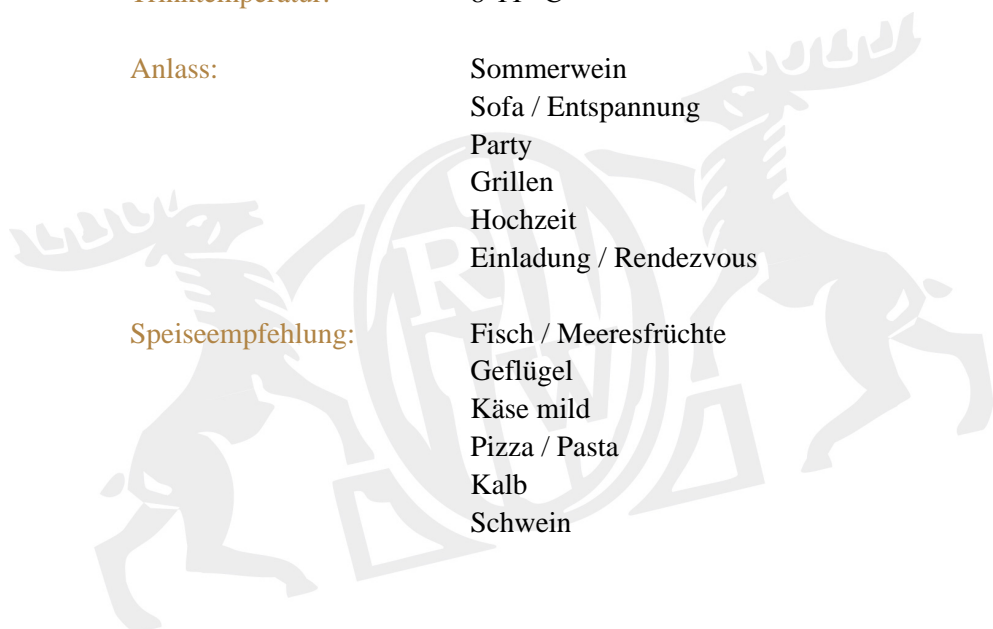 Anlass: Sommerwein
Sofa / Entspannung
Party
Grillen
Hochzeit
Einladung / Rendezvous
Speiseempfehlung: Fisch / Meeresfrüchte
Geflügel
Käse mild
Pizza / Pasta
Kalb
Schwein